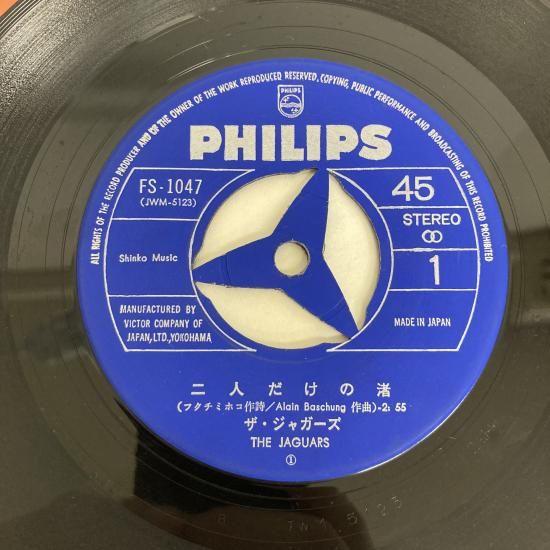 ALL RIGHTS OF THE RECORD PRODUCER AND OF THE OWNER OF THE WORK REPRODUCED RESERVED, COPYING, PUBLIC PERFORMANCE AND BROADCASTING OF THIS RECORD PROHIBITED
PHILIPS
PHILIPS
FS-1047
(JWM-5123)
45
STEREO
Shinko Music
1
MANUFACTURED BY
VICTOR COMPANY OF
JAPAN, LTD., YOKOHAMA
MADE IN JAPAN
二人だけの渚
(フクチミホコ作詩/Alain Baschung 作曲)-2:55
ザ・ジャガーズ
THE JAGUARS
①